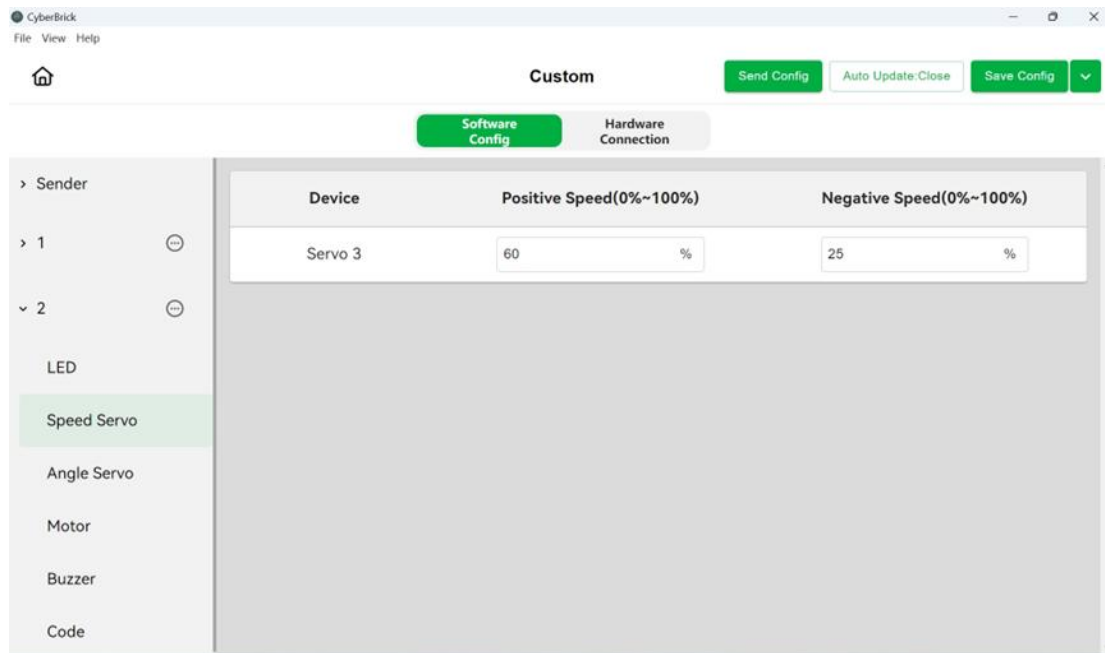 CyberBrick
File View Help
Custom
Send Config
Auto Update:Close
Save Config
Software
Config
Hardware
Connection
Sender
1
2
LED
Speed Servo
Angle Servo
Motor
Buzzer
Code
Device Positive Speed(0%~100%) Negative Speed(0%~100%)
Servo 3 60 % 25 %